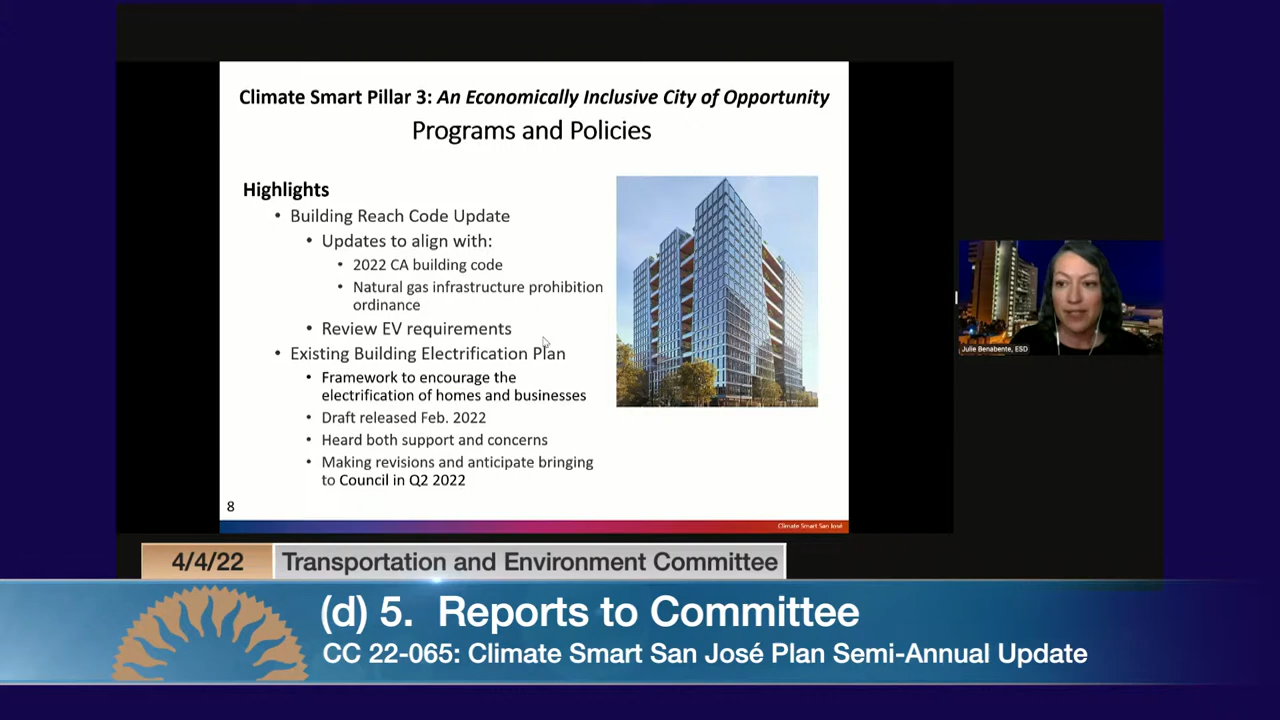 Climate Smart Pillar 3: An Economically Inclusive City of Opportunity
Programs and Policies
Highlights
• Building Reach Code Update
• Updates to align with:
• 2022 CA building code
• Natural gas infrastructure prohibition
ordinance
• Review EV requirements
• Existing Building Electrification Plan
• Framework to encourage the
electrification of homes and businesses
• Draft released Feb. 2022
• Heard both support and concerns
• Making revisions and anticipate bringing
to Council in Q2 2022
8
Climate Smart San José
Julie Benabente, ESD
4/4/22
Transportation and Environment Committee
(d) 5. Reports to Committee
CC 22-065: Climate Smart San José Plan Semi-Annual Update